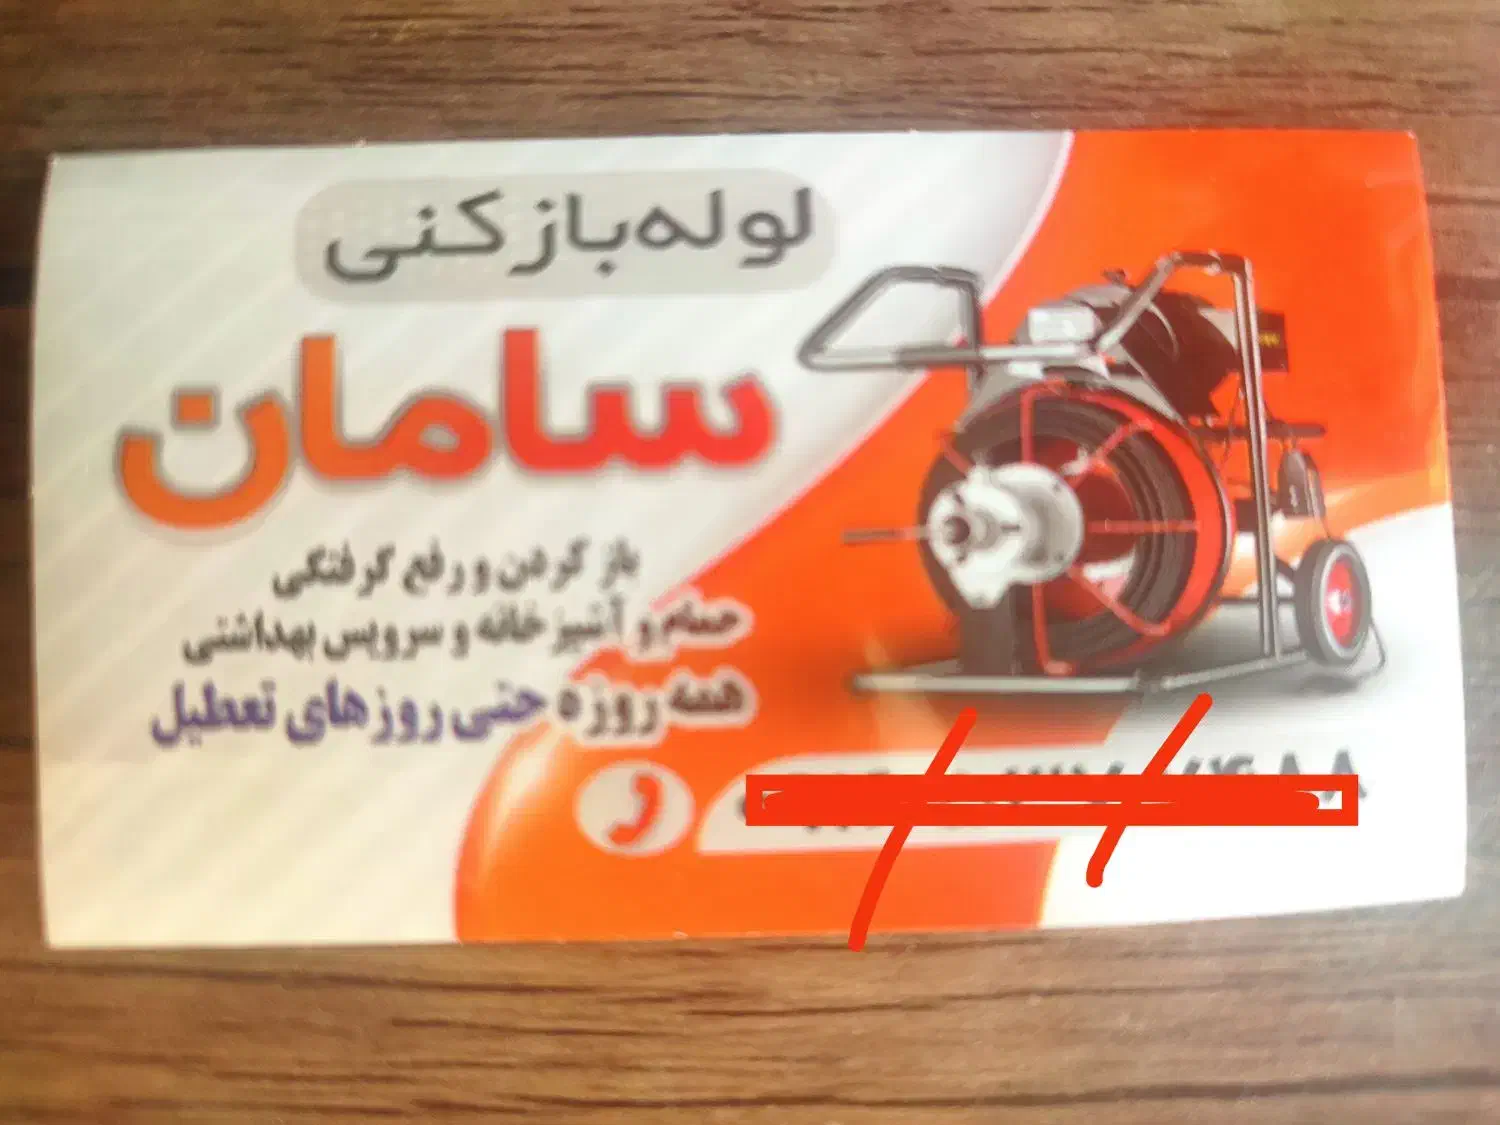 لوله بازکنی
سامان
باز کردن و رفع گرفتگی
حمام و آشپزخانه و سرویس بهداشتی
همه روزه حتی روزهای تعطیل